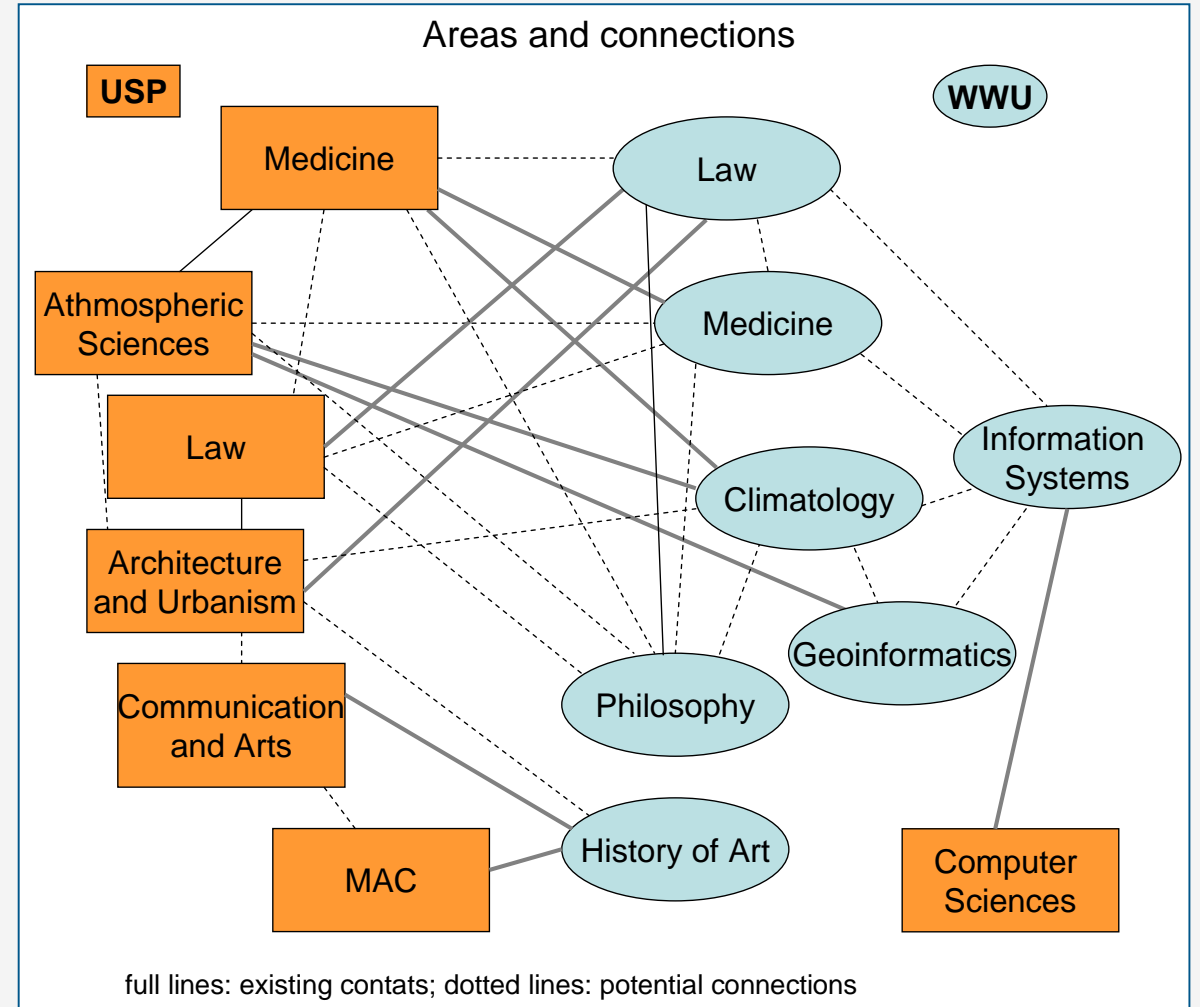 Areas and connections
USP
WWU
Medicine
Law
Athmospheric
Sciences
Medicine
Law
Information
Systems
Climatology
Architecture
and Urbanism
Geoinformatics
Communication
and Arts
Philosophy
MAC
History of Art
Computer
Sciences
full lines: existing contats; dotted lines: potential connections